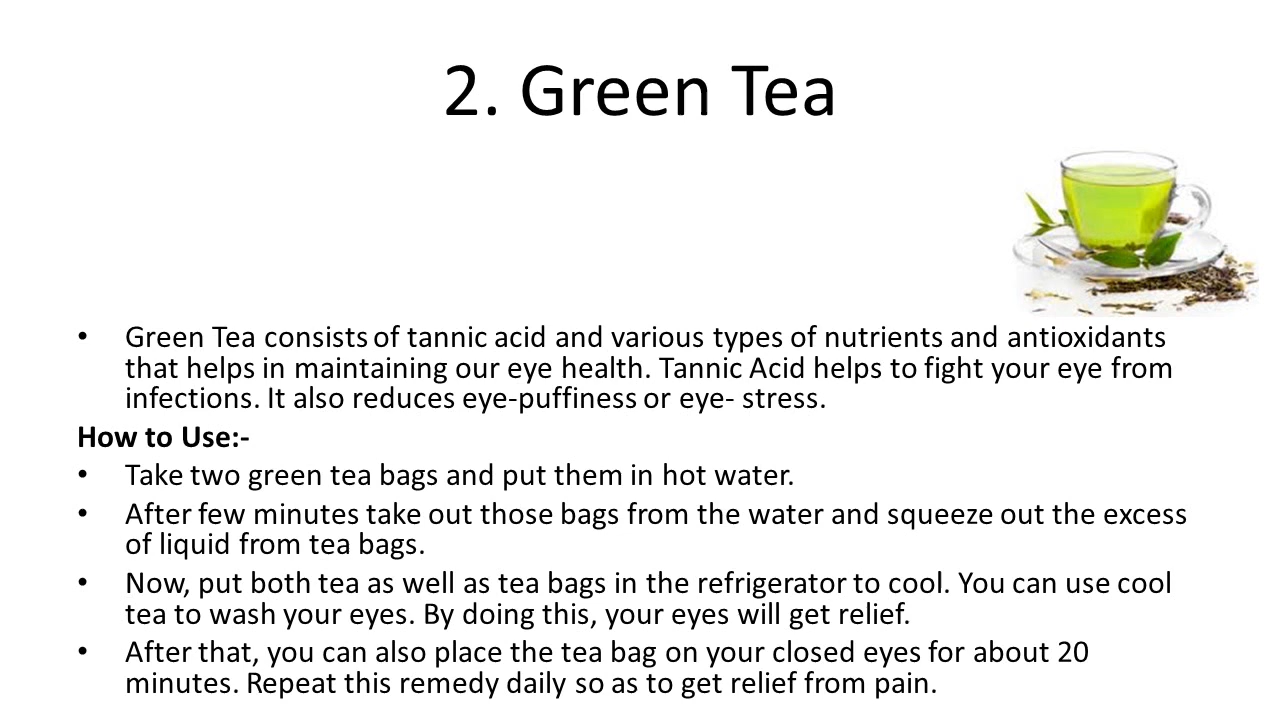 2. Green Tea
• Green Tea consists of tannic acid and various types of nutrients and antioxidants
that helps in maintaining our eye health. Tannic Acid helps to fight your eye from
infections. It also reduces eye-puffiness or eye- stress.
How to Use:-
• Take two green tea bags and put them in hot water.
• After few minutes take out those bags from the water and squeeze out the excess
of liquid from tea bags.
• Now, put both tea as well as tea bags in the refrigerator to cool. You can use cool
tea to wash your eyes. By doing this, your eyes will get relief.
• After that, you can also place the tea bag on your closed eyes for about 20
minutes. Repeat this remedy daily so as to get relief from pain.